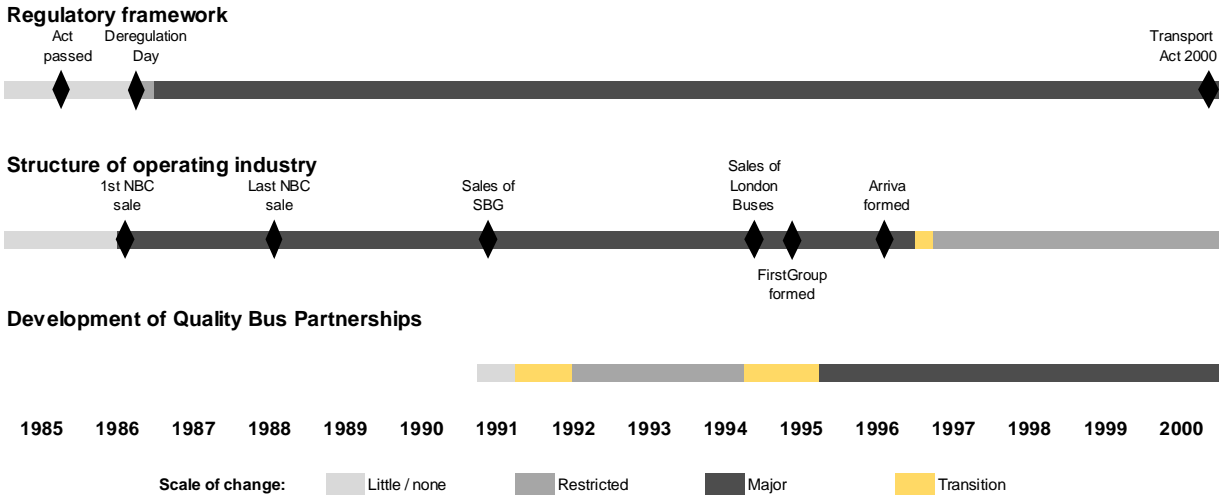 Regulatory framework
Act
passed
Deregulation
Day
Transport
Act 2000
Structure of operating industry
1st NBC
sale
Last NBC
sale
Sales of
SBG
Sales of
London
Buses
Arriva
formed
FirstGroup
formed
Development of Quality Bus Partnerships
1985 1986 1987 1988 1989 1990 1991 1992 1993 1994 1995 1996 1997 1998 1999 2000
Scale of change: Little / none Restricted Major Transition